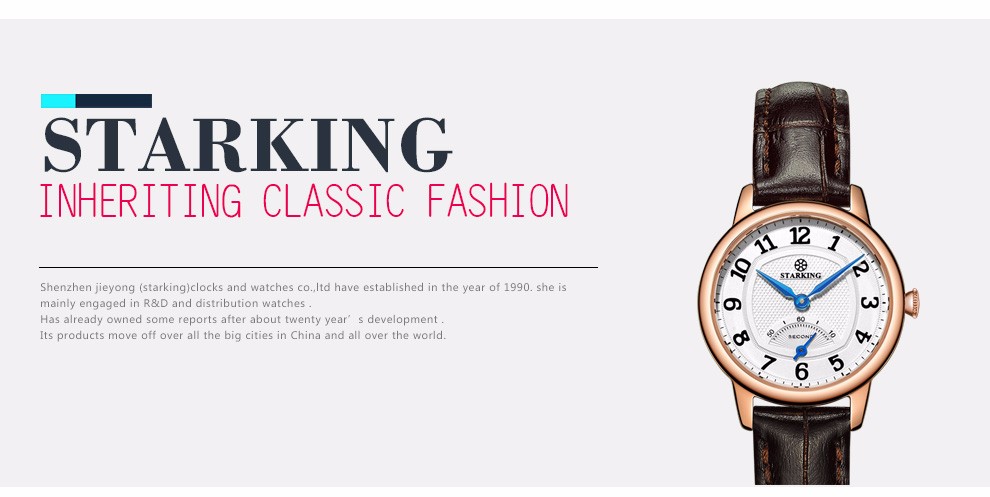 STARKING
INHERITING CLASSIC FASHION
Shenzhen jieyong (starking)clocks and watches co.,ltd have established in the year of 1990. she is
mainly engaged in R&D and distribution watches .
Has already owned some reports after about twenty year’s development .
Its products move off over all the big cities in China and all over the world.
11 12 1
10 2
STARKING
9 3
60
50 10
SECOND
8 4
7 6 5